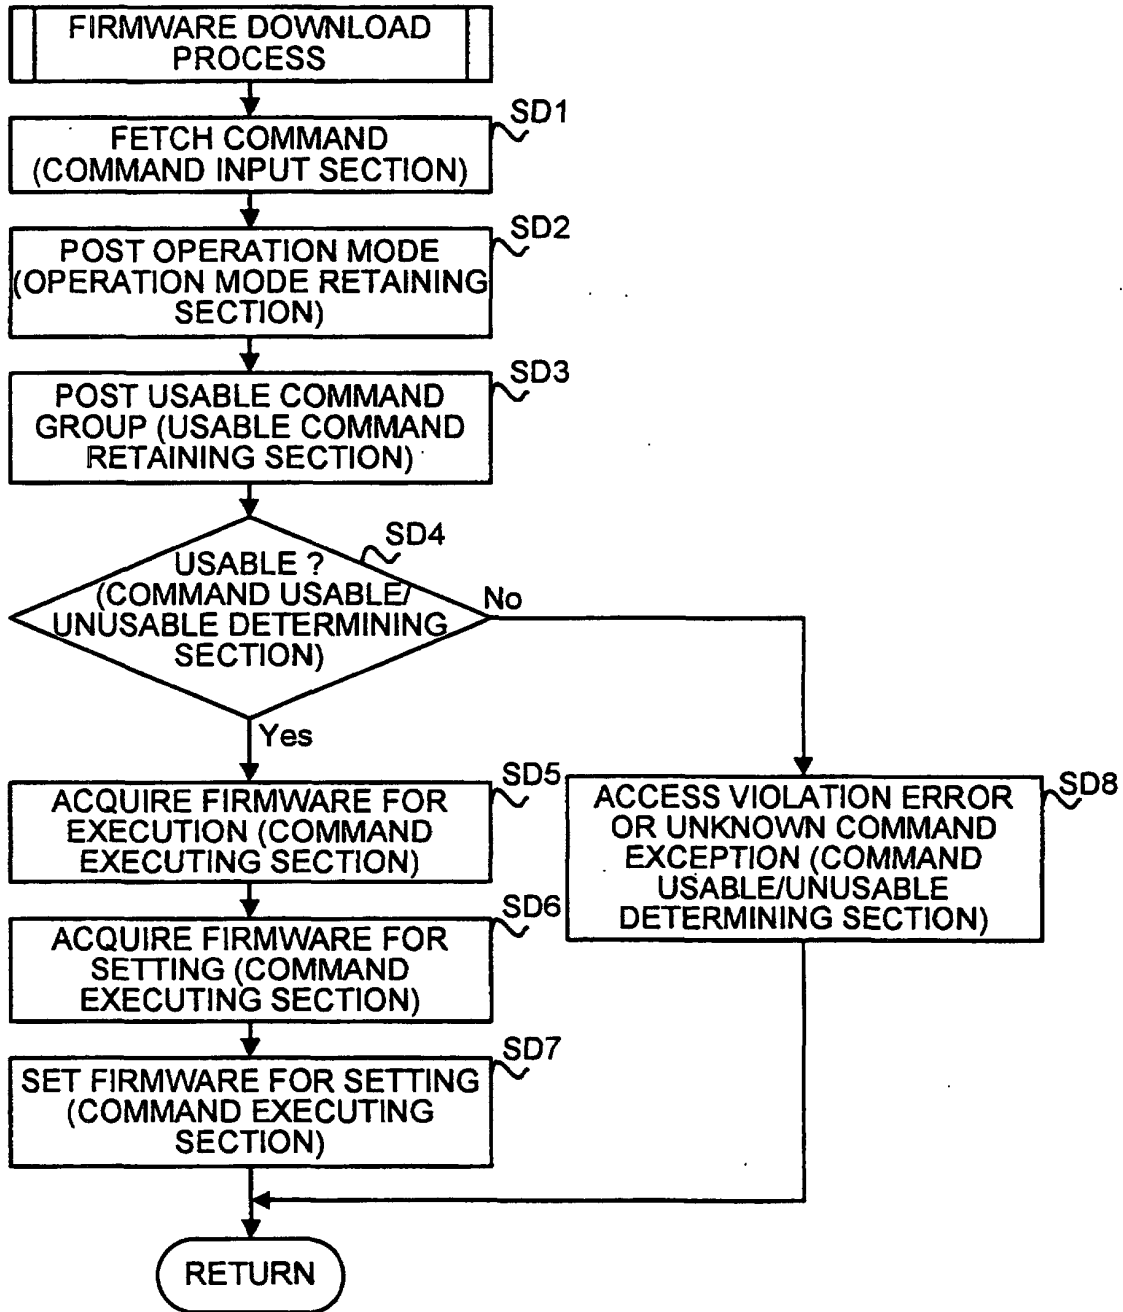 FIRMWARE DOWNLOAD
PROCESS
SD1
FETCH COMMAND
(COMMAND INPUT SECTION)
SD2
POST OPERATION MODE
(OPERATION MODE RETAINING
SECTION)
SD3
POST USABLE COMMAND
GROUP (USABLE COMMAND
RETAINING SECTION)
SD4
USABLE ?
(COMMAND USABLE/
UNUSABLE DETERMINING
SECTION)
No
Yes
SD5
ACQUIRE FIRMWARE FOR
EXECUTION (COMMAND
EXECUTING SECTION)
SD8
ACCESS VIOLATION ERROR
OR UNKNOWN COMMAND
EXCEPTION (COMMAND
USABLE/UNUSABLE
DETERMINING SECTION)
SD6
ACQUIRE FIRMWARE FOR
SETTING (COMMAND
EXECUTING SECTION)
SD7
SET FIRMWARE FOR SETTING
(COMMAND EXECUTING
SECTION)
RETURN